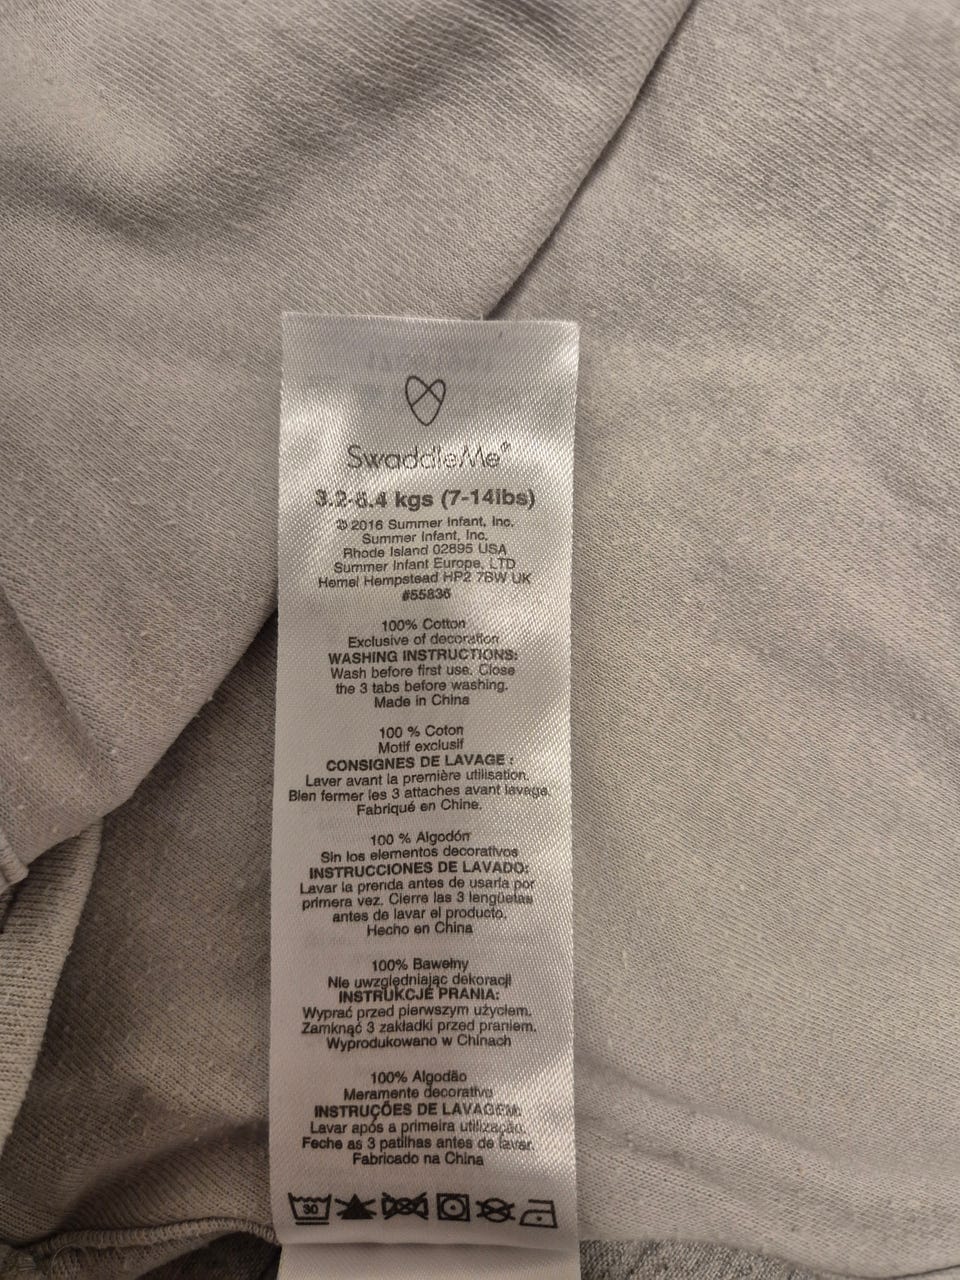 SwaddleMe®
3.2-6.4 kgs (7-14lbs)
© 2016 Summer Infant, Inc.
Summer Infant, Inc.
Rhode Island 02895 USA
Summer Infant Europe, LTD
Hemel Hempstead HP2 7BW UK
#55836
100% Cotton
Exclusive of decoration
WASHING INSTRUCTIONS:
Wash before first use. Close
the 3 tabs before washing.
Made in China
100 % Coton
Motif exclusif
CONSIGNES DE LAVAGE :
Laver avant la première utilisation.
Bien fermer les 3 attaches avant lavage.
Fabriqué en Chine.
100 % Algodón
Sin los elementos decorativos
INSTRUCCIONES DE LAVADO:
Lavar la prenda antes de usarla por
primera vez. Cierre las 3 lengüetas
antes de lavar el producto.
Hecho en China
100% Bawełny
Nie uwzględniając dekoracji
INSTRUKCJE PRANIA:
Wyprać przed pierwszym użyciem.
Zamknąć 3 zakładki przed praniem.
Wyprodukowano w Chinach
100% Algodão
Meramente decorativo
INSTRUÇÕES DE LAVAGEM:
Lavar após a primeira utilização.
Feche as 3 patilhas antes de lavar.
Fabricado na China
30